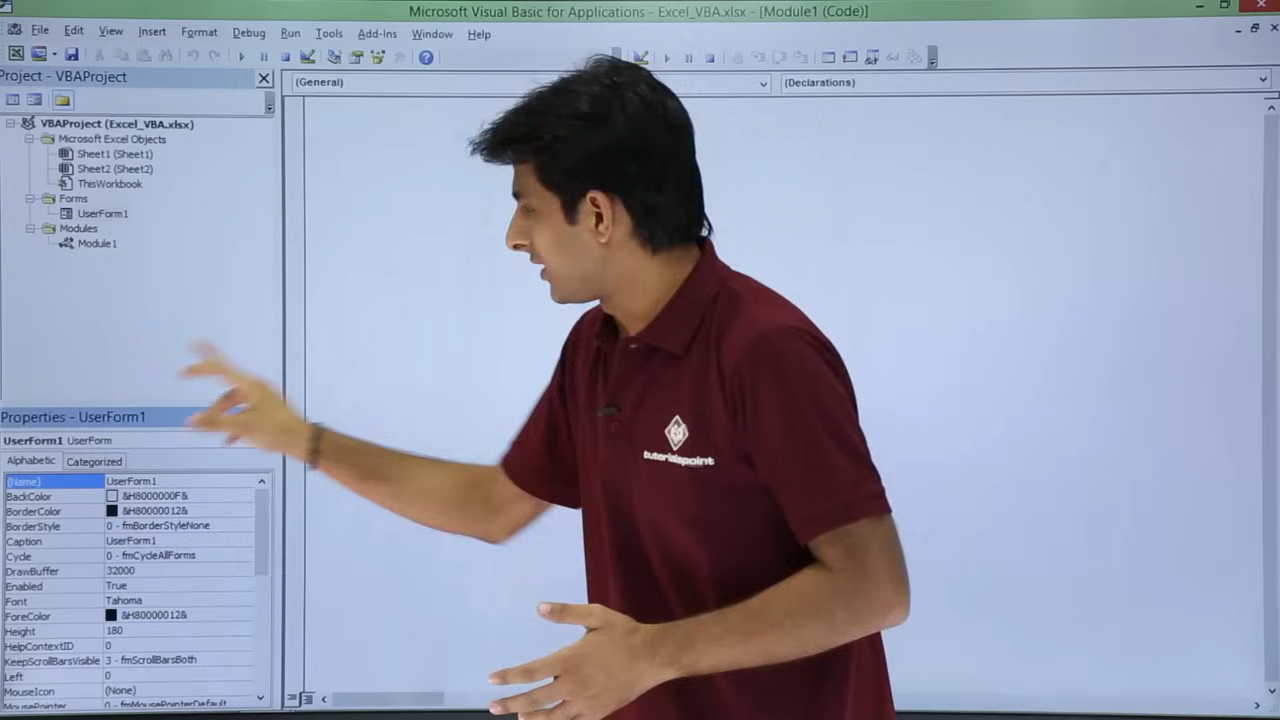 Microsoft Visual Basic for Applications - Excel_VBA.xlsx - [Module1 (Code)]
File Edit View Insert Format Debug Run Tools Add-Ins Window Help
Project - VBAProject
(General)
(Declarations)
VBAProject (Excel_VBA.xlsx)
Microsoft Excel Objects
Sheet1 (Sheet1)
Sheet2 (Sheet2)
ThisWorkbook
Forms
UserForm1
Modules
Module1
Properties - UserForm1
UserForm1 UserForm
Alphabetic Categorized
(Name) UserForm1
BackColor &H8000000F&
BorderColor &H80000012&
BorderStyle 0 - fmBorderStyleNone
Caption UserForm1
Cycle 0 - fmCycleAllForms
DrawBuffer 32000
Enabled True
Font Tahoma
ForeColor &H80000012&
Height 180
HelpContextID 0
KeepScrollBarsVisible 3 - fmScrollBarsBoth
Left 0
MouseIcon (None)
MousePointer 0 - fmMousePointerDefault
tutorialspoint